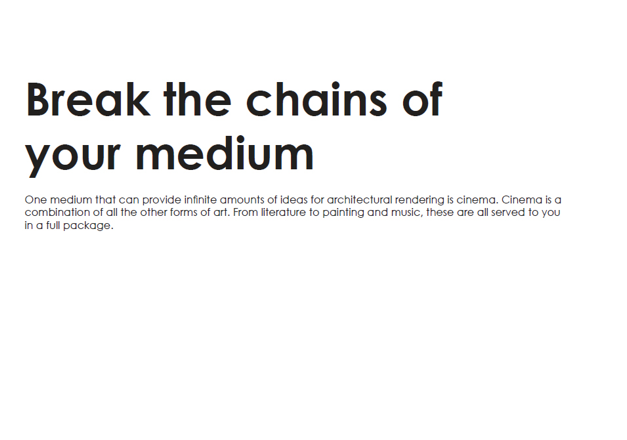 Break the chains of
your medium
One medium that can provide infinite amounts of ideas for architectural rendering is cinema. Cinema is a
combination of all the other forms of art. From literature to painting and music, these are all served to you
in a full package.